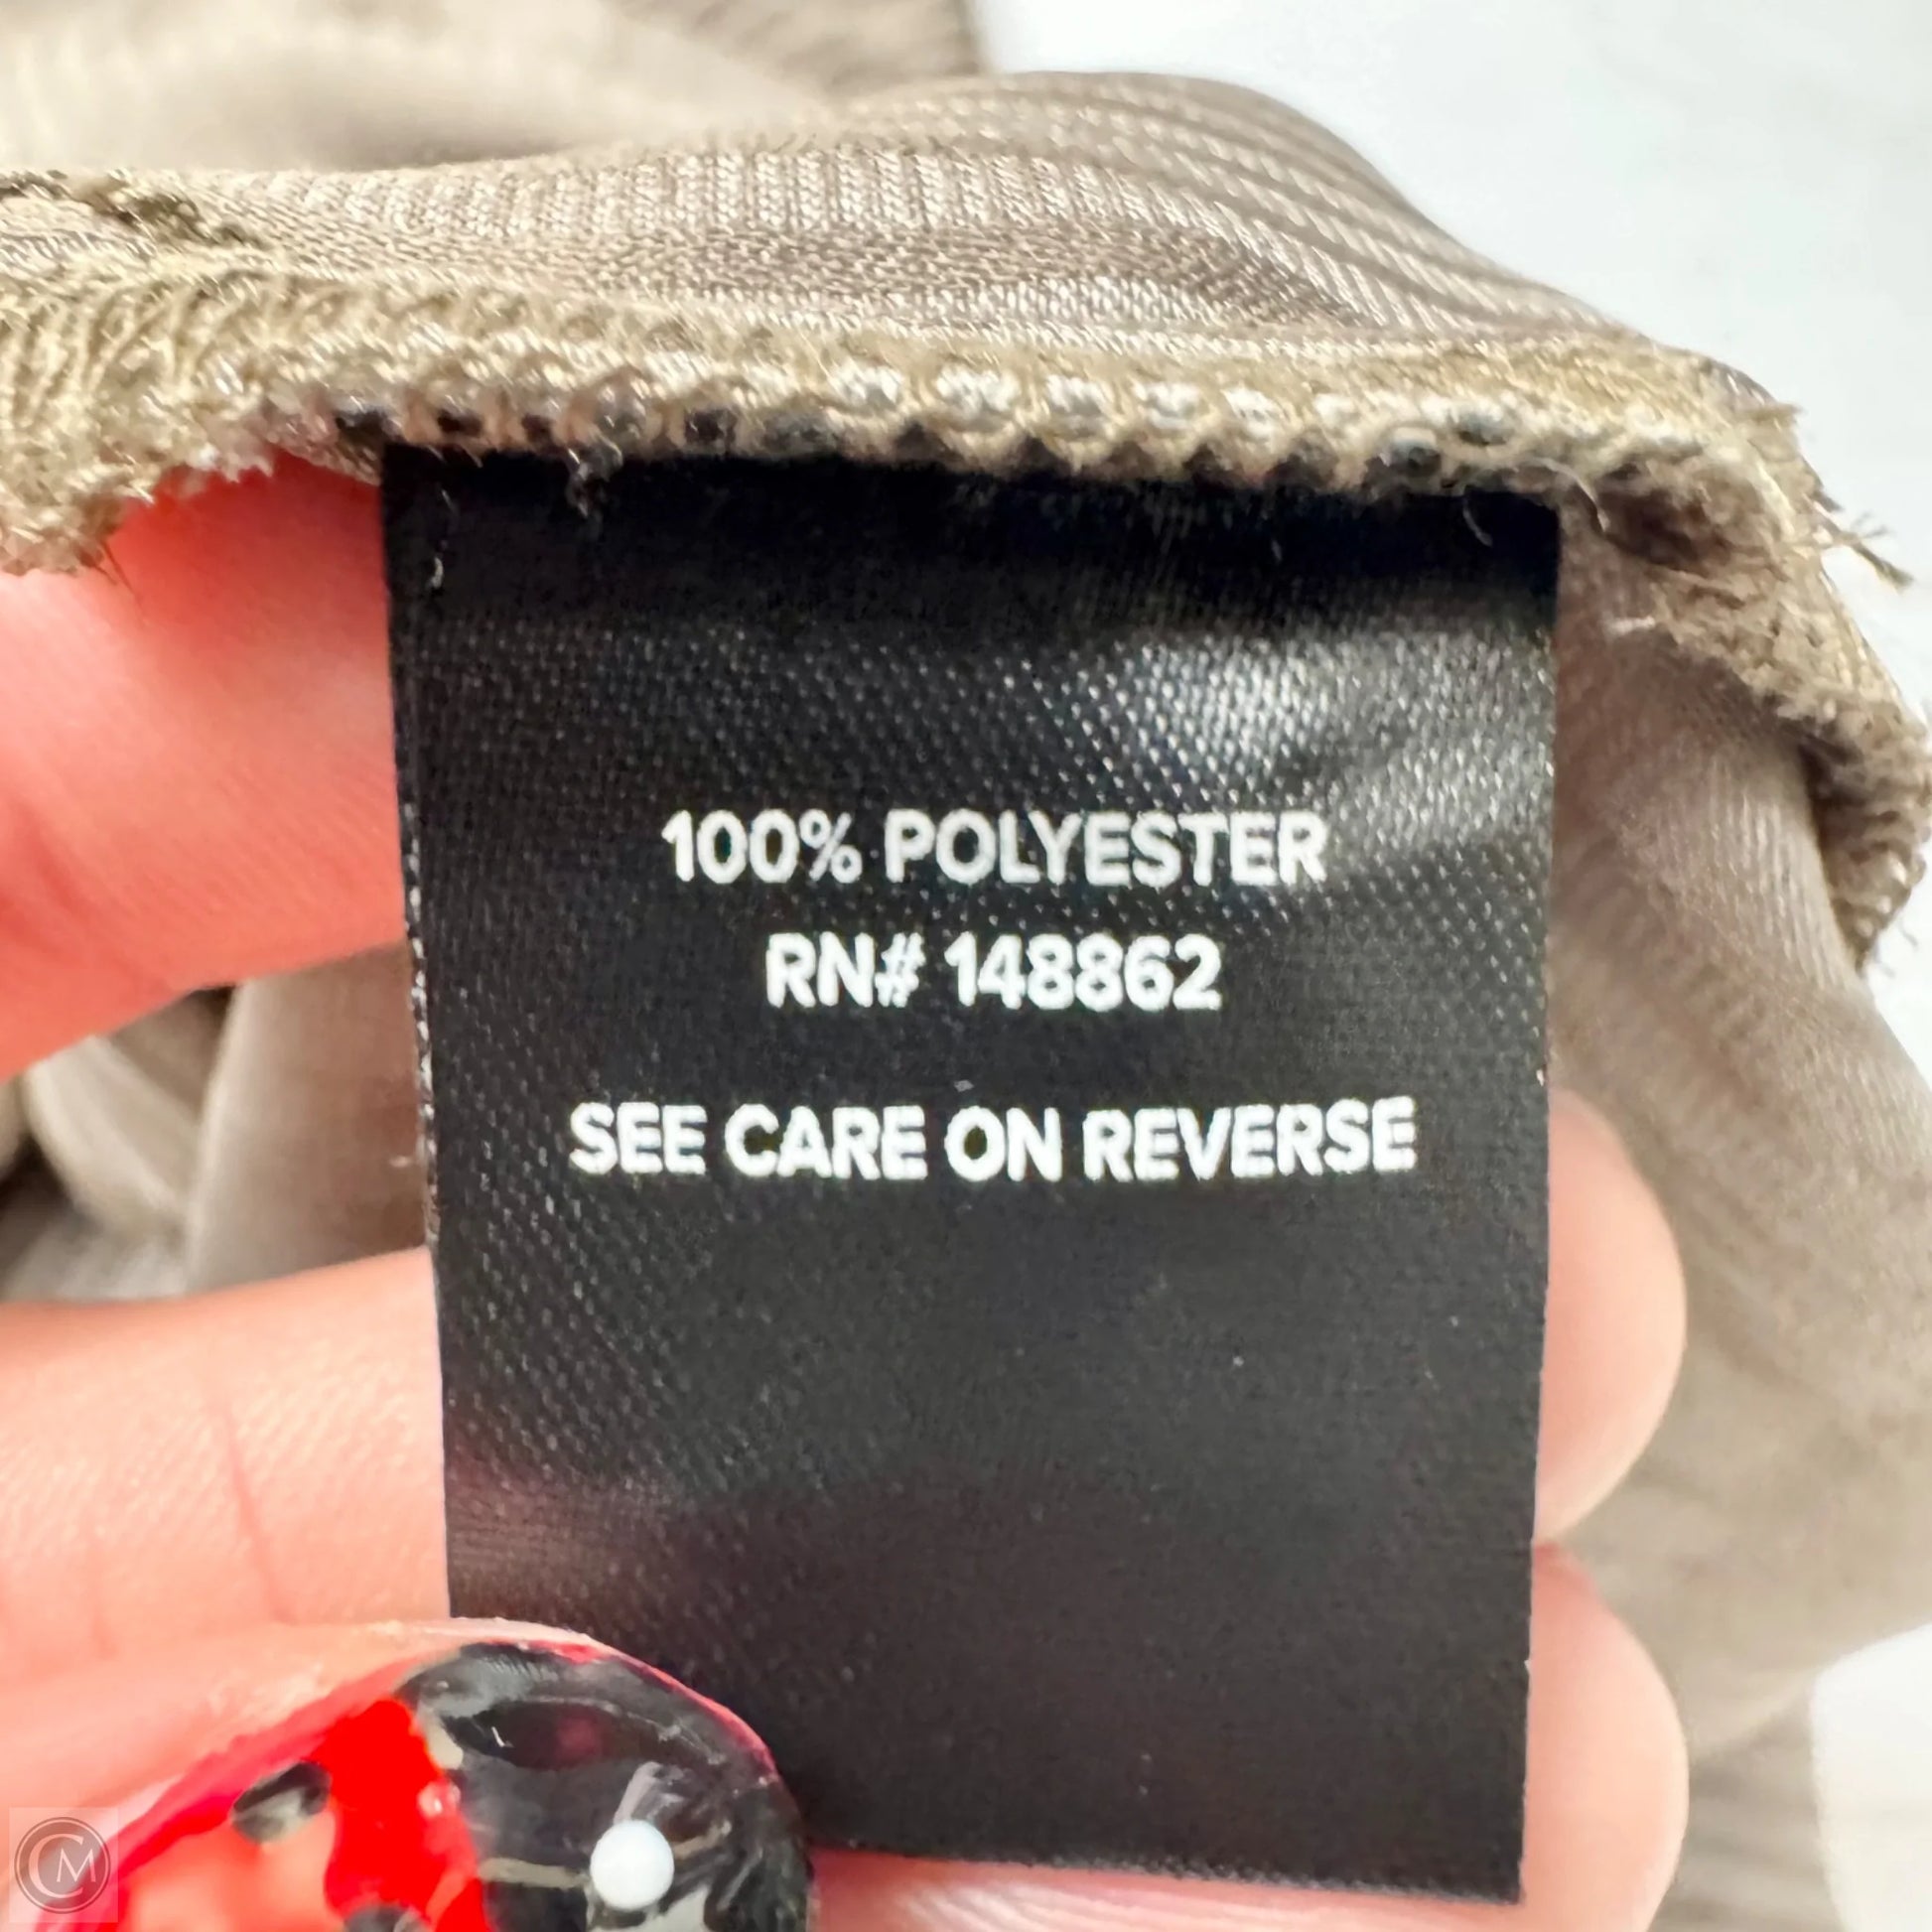 100% POLYESTER
RN# 148862
SEE CARE ON REVERSE
CM